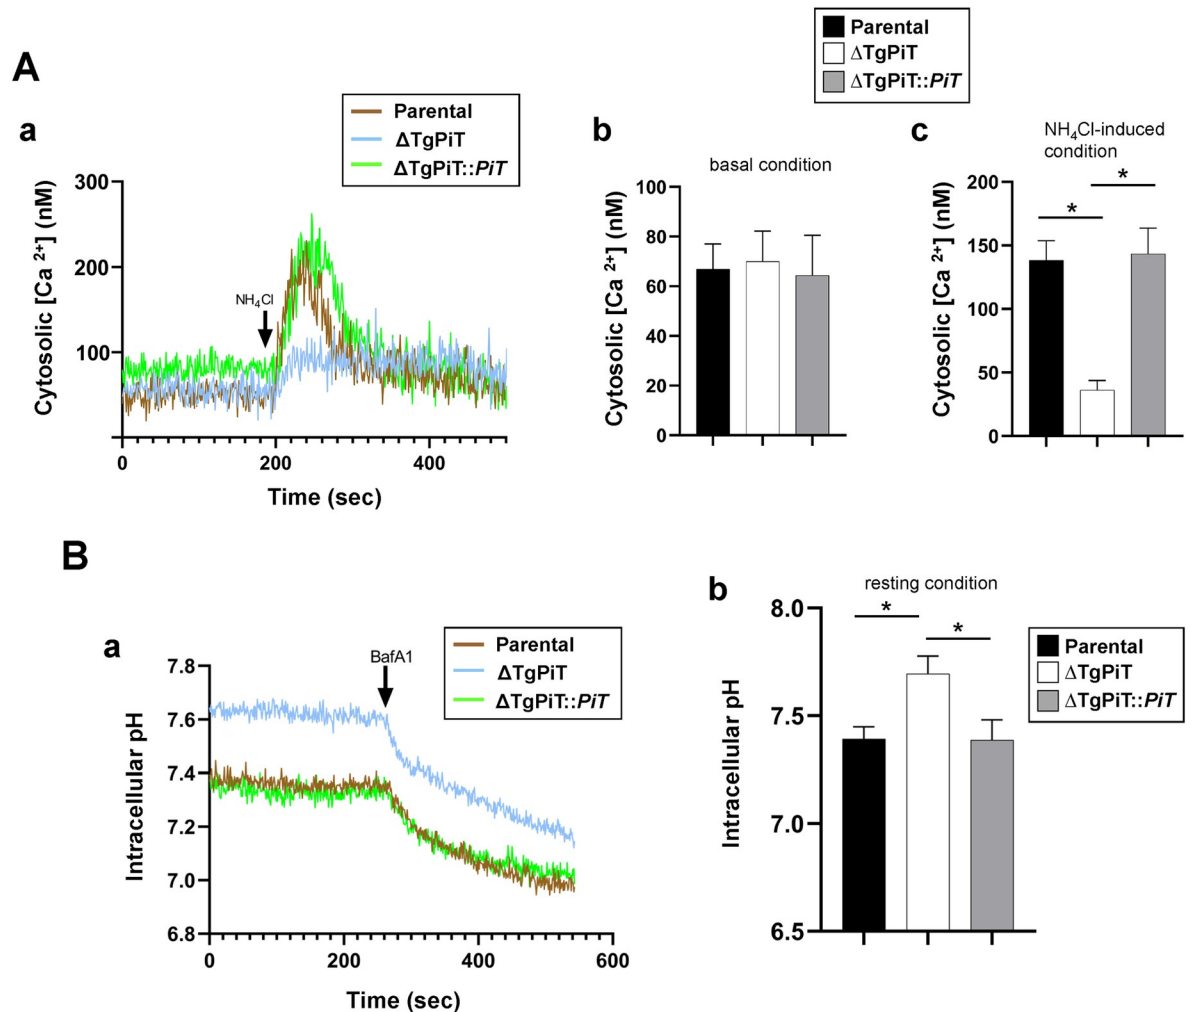 Parental
ΔTgPiT
ΔTgPiT::PiT
A
a
Parental
ΔTgPiT
ΔTgPiT::PiT
300
200
100
Cytosolic [Ca 2+] (nM)
NH4Cl
0
200
400
Time (sec)
b
basal condition
100
80
60
40
20
0
Cytosolic [Ca 2+] (nM)
c
NH4Cl-induced
condition
*
*
200
150
100
50
0
Cytosolic [Ca 2+] (nM)
B
a
BafA1
Parental
ΔTgPiT
ΔTgPiT::PiT
7.8
7.6
7.4
7.2
7.0
6.8
Intracellular pH
0
200
400
600
Time (sec)
b
resting condition
*
*
8.0
7.5
7.0
6.5
Intracellular pH
Parental
ΔTgPiT
ΔTgPiT::PiT